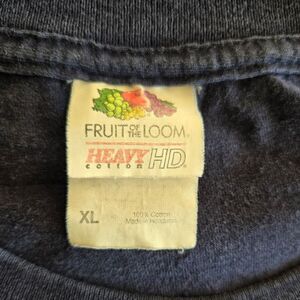 FRUIT OF THE LOOM®
HEAVY HD
cotton
XL
100% Cotton
Made in Honduras